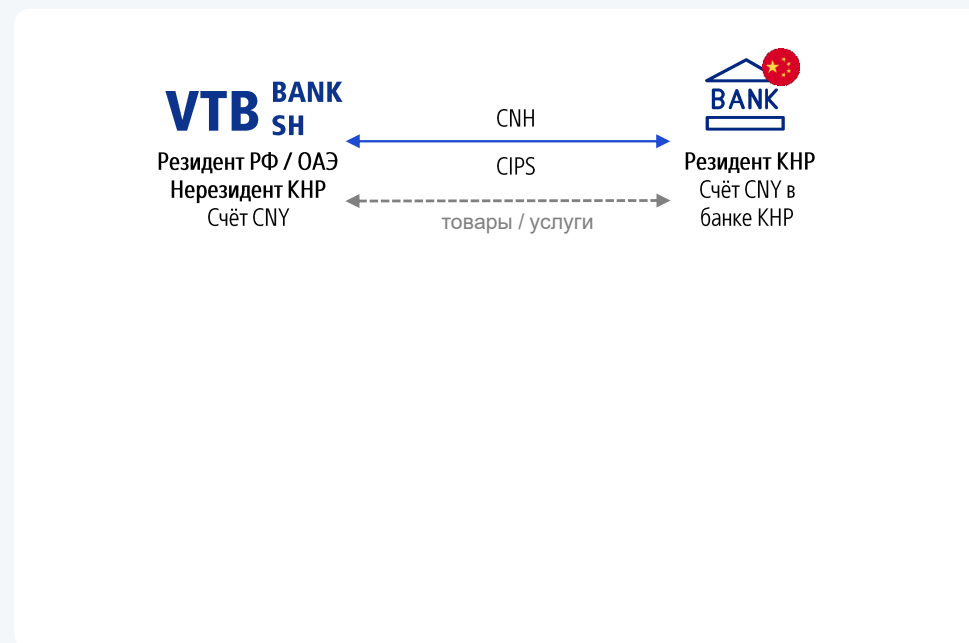 VTB BANK SH
Резидент РФ / ОАЭ
Нерезидент КНР
Счёт CNY
CNH
CIPS
товары / услуги
BANK
Резидент КНР
Счёт CNY в
банке КНР